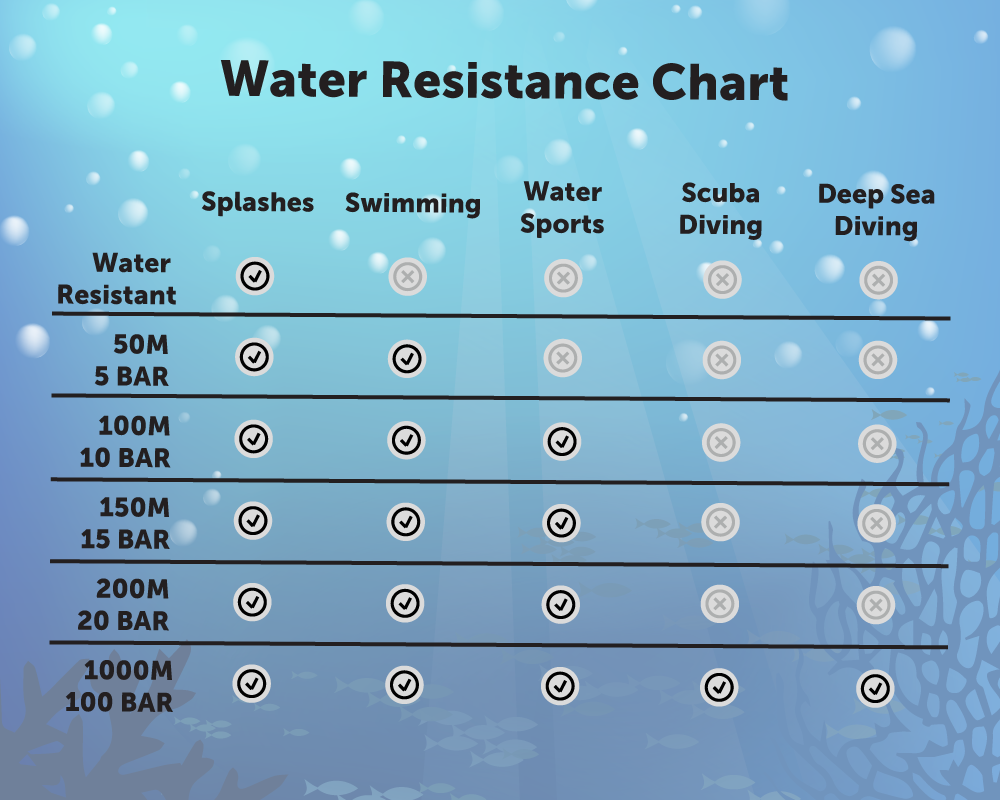 Water Resistance Chart
Splashes
Swimming
Water
Sports
Scuba
Diving
Deep Sea
Diving
Water
Resistant
50M
5 BAR
100M
10 BAR
150M
15 BAR
200M
20 BAR
1000M
100 BAR